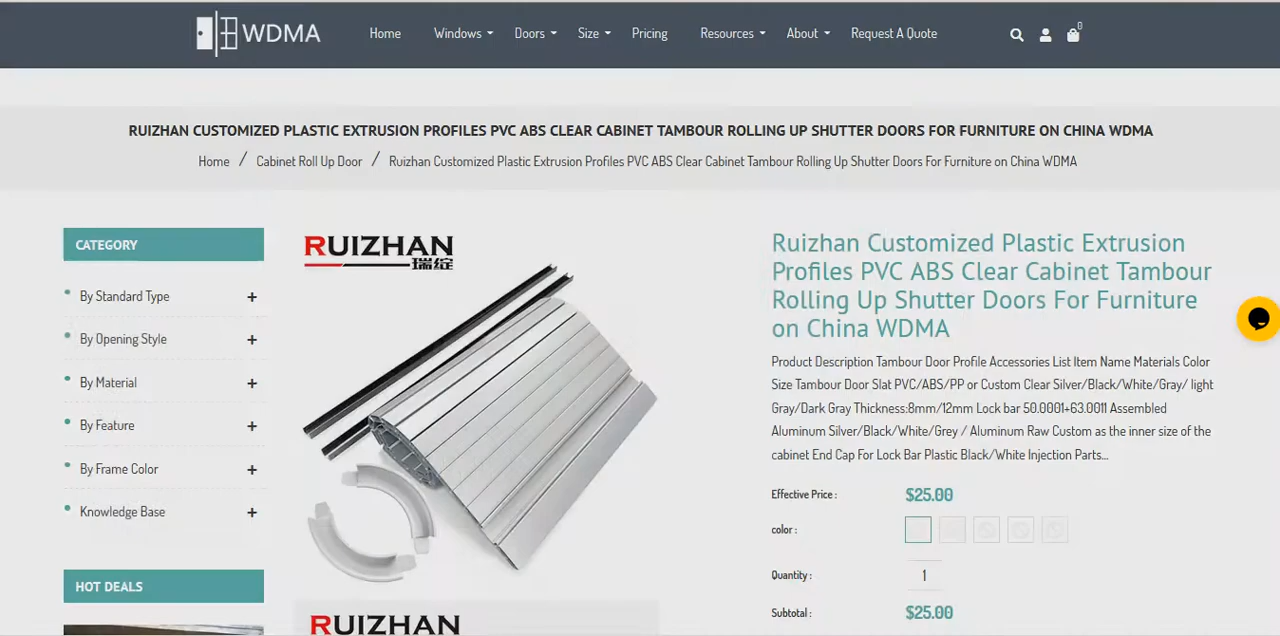 WDMA
Home Windows Doors Size Pricing Resources About Request A Quote 0
RUIZHAN CUSTOMIZED PLASTIC EXTRUSION PROFILES PVC ABS CLEAR CABINET TAMBOUR ROLLING UP SHUTTER DOORS FOR FURNITURE ON CHINA WDMA
Home / Cabinet Roll Up Door / Ruizhan Customized Plastic Extrusion Profiles PVC ABS Clear Cabinet Tambour Rolling Up Shutter Doors For Furniture on China WDMA
CATEGORY
By Standard Type +
By Opening Style +
By Material +
By Feature +
By Frame Color +
Knowledge Base +
HOT DEALS
RUIZHAN
瑞绽
RUIZHAN
Ruizhan Customized Plastic Extrusion
Profiles PVC ABS Clear Cabinet Tambour
Rolling Up Shutter Doors For Furniture
on China WDMA
Product Description Tambour Door Profile Accessories List Item Name Materials Color
Size Tambour Door Slat PVC/ABS/PP or Custom Clear Silver/Black/White/Gray/ light
Gray/Dark Gray Thickness:8mm/12mm Lock bar 50.0001+63.0011 Assembled
Aluminum Silver/Black/White/Grey / Aluminum Raw Custom as the inner size of the
cabinet End Cap For Lock Bar Plastic Black/White Injection Parts...
Effective Price : $25.00
color :
Quantity : 1
Subtotal : $25.00